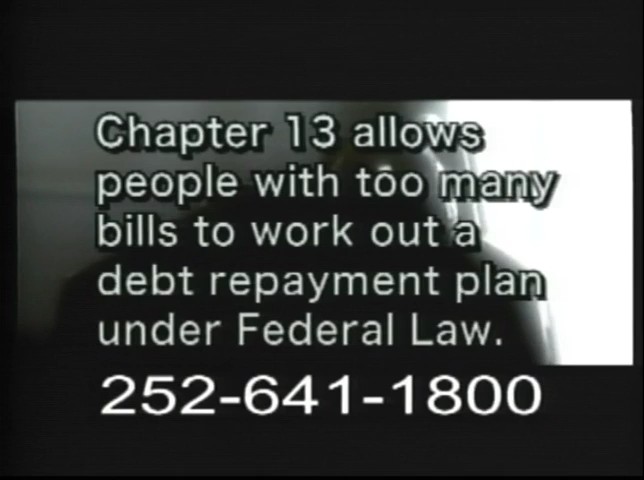 Chapter 13 allows
people with too many
bills to work out a
debt repayment plan
under Federal Law.
252-641-1800